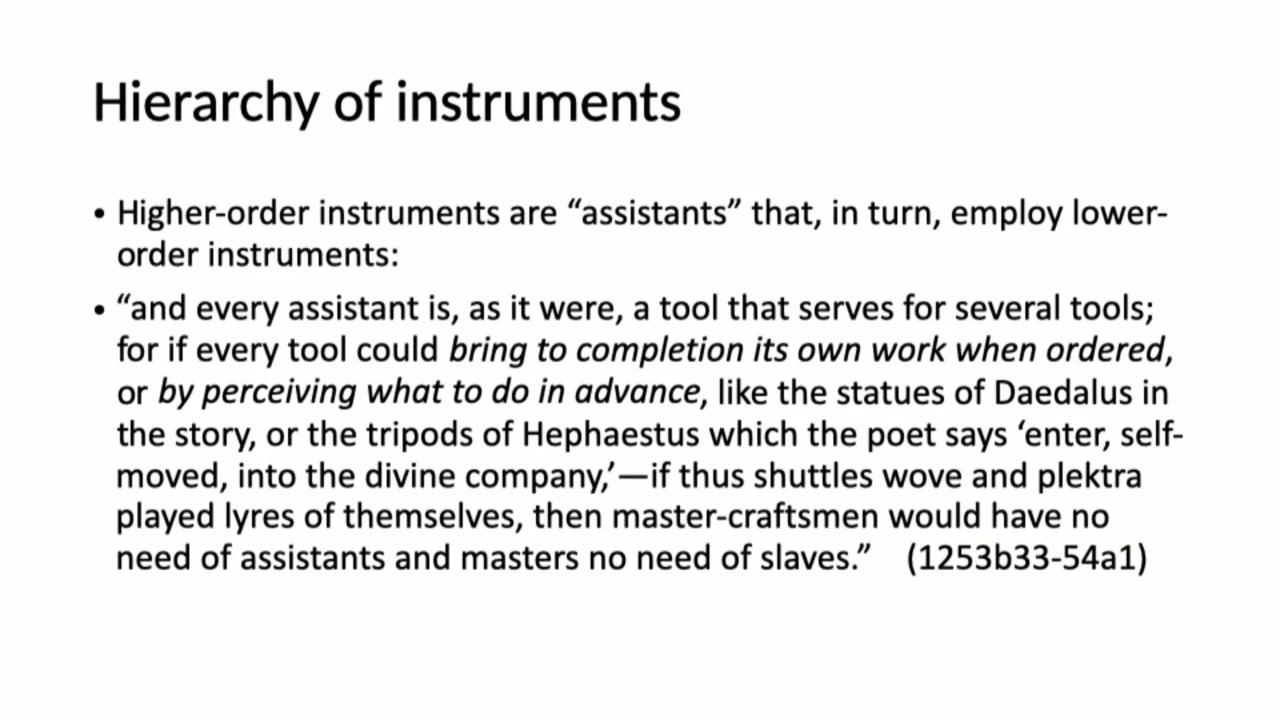 Hierarchy of instruments
• Higher-order instruments are “assistants” that, in turn, employ lower-
order instruments:
• “and every assistant is, as it were, a tool that serves for several tools;
for if every tool could bring to completion its own work when ordered,
or by perceiving what to do in advance, like the statues of Daedalus in
the story, or the tripods of Hephaestus which the poet says ‘enter, self-
moved, into the divine company,’—if thus shuttles wove and plektra
played lyres of themselves, then master-craftsmen would have no
need of assistants and masters no need of slaves.” (1253b33-54a1)